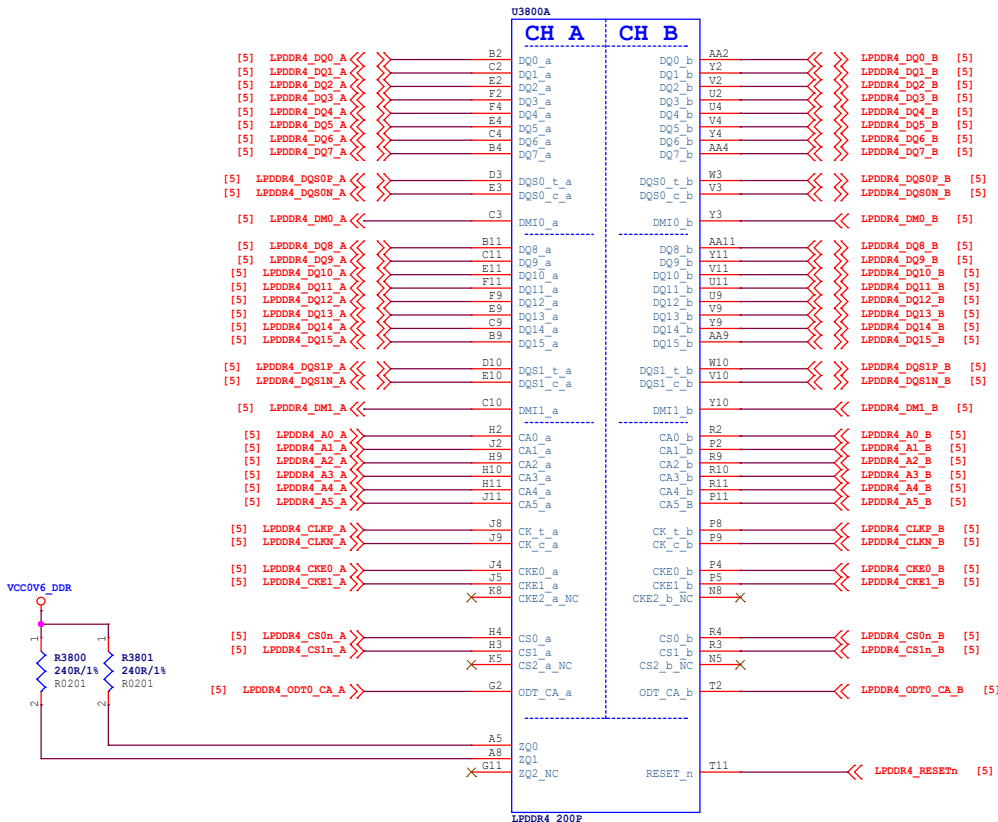 U3800A
CH A CH B
[5] LPDDR4_DQ0_A B2 DQ0_a DQ0_b AA2 LPDDR4_DQ0_B [5]
[5] LPDDR4_DQ1_A C2 DQ1_a DQ1_b Y2 LPDDR4_DQ1_B [5]
[5] LPDDR4_DQ2_A E2 DQ2_a DQ2_b V2 LPDDR4_DQ2_B [5]
[5] LPDDR4_DQ3_A F2 DQ3_a DQ3_b U2 LPDDR4_DQ3_B [5]
[5] LPDDR4_DQ4_A F4 DQ4_a DQ4_b U4 LPDDR4_DQ4_B [5]
[5] LPDDR4_DQ5_A E4 DQ5_a DQ5_b V4 LPDDR4_DQ5_B [5]
[5] LPDDR4_DQ6_A C4 DQ6_a DQ6_b Y4 LPDDR4_DQ6_B [5]
[5] LPDDR4_DQ7_A B4 DQ7_a DQ7_b AA4 LPDDR4_DQ7_B [5]
[5] LPDDR4_DQS0P_A D3 DQS0_t_a DQS0_t_b W3 LPDDR4_DQS0P_B [5]
[5] LPDDR4_DQS0N_A E3 DQS0_c_a DQS0_c_b V3 LPDDR4_DQS0N_B [5]
[5] LPDDR4_DM0_A C3 DMI0_a DMI0_b Y3 LPDDR4_DM0_B [5]
[5] LPDDR4_DQ8_A B11 DQ8_a DQ8_b AA11 LPDDR4_DQ8_B [5]
[5] LPDDR4_DQ9_A C11 DQ9_a DQ9_b Y11 LPDDR4_DQ9_B [5]
[5] LPDDR4_DQ10_A E11 DQ10_a DQ10_b V11 LPDDR4_DQ10_B [5]
[5] LPDDR4_DQ11_A F11 DQ11_a DQ11_b U11 LPDDR4_DQ11_B [5]
[5] LPDDR4_DQ12_A F9 DQ12_a DQ12_b U9 LPDDR4_DQ12_B [5]
[5] LPDDR4_DQ13_A E9 DQ13_a DQ13_b V9 LPDDR4_DQ13_B [5]
[5] LPDDR4_DQ14_A C9 DQ14_a DQ14_b Y9 LPDDR4_DQ14_B [5]
[5] LPDDR4_DQ15_A B9 DQ15_a DQ15_b AA9 LPDDR4_DQ15_B [5]
[5] LPDDR4_DQS1P_A D10 DQS1_t_a DQS1_t_b W10 LPDDR4_DQS1P_B [5]
[5] LPDDR4_DQS1N_A E10 DQS1_c_a DQS1_c_b V10 LPDDR4_DQS1N_B [5]
[5] LPDDR4_DM1_A C10 DMI1_a DMI1_b Y10 LPDDR4_DM1_B [5]
[5] LPDDR4_A0_A H2 CA0_a CA0_b R2 LPDDR4_A0_B [5]
[5] LPDDR4_A1_A J2 CA1_a CA1_b P2 LPDDR4_A1_B [5]
[5] LPDDR4_A2_A H9 CA2_a CA2_b R9 LPDDR4_A2_B [5]
[5] LPDDR4_A3_A H10 CA3_a CA3_b R10 LPDDR4_A3_B [5]
[5] LPDDR4_A4_A H11 CA4_a CA4_b R11 LPDDR4_A4_B [5]
[5] LPDDR4_A5_A J11 CA5_a CA5_B P11 LPDDR4_A5_B [5]
[5] LPDDR4_CLKP_A J8 CK_t_a CK_t_b P8 LPDDR4_CLKP_B [5]
[5] LPDDR4_CLKN_A J9 CK_c_a CK_c_b P9 LPDDR4_CLKN_B [5]
[5] LPDDR4_CKE0_A J4 CKE0_a CKE0_b P4 LPDDR4_CKE0_B [5]
[5] LPDDR4_CKE1_A J5 CKE1_a CKE1_b P5 LPDDR4_CKE1_B [5]
K8 CKE2_a_NC CKE2_b_NC N8
VCC0V6_DDR
[5] LPDDR4_CS0n_A H4 CS0_a CS0_b R4 LPDDR4_CS0n_B [5]
[5] LPDDR4_CS1n_A H3 CS1_a CS1_b R3 LPDDR4_CS1n_B [5]
K5 CS2_a_NC CS2_b_NC N5
1 1
R3800 R3801
240R/1% 240R/1%
R0201 R0201
2 2
[5] LPDDR4_ODT0_CA_A G2 ODT_CA_a ODT_CA_b T2 LPDDR4_ODT0_CA_B [5]
A5 ZQ0
A8 ZQ1
G11 ZQ2_NC RESET_n T11 LPDDR4_RESETn [5]
LPDDR4_200P